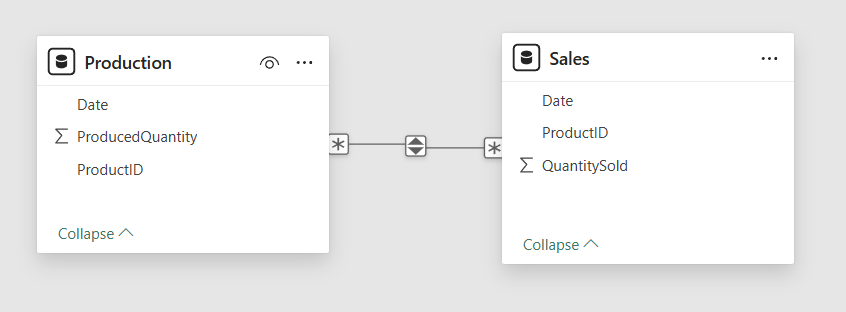 Production
Date
ProducedQuantity
ProductID
Collapse
Sales
Date
ProductID
QuantitySold
Collapse